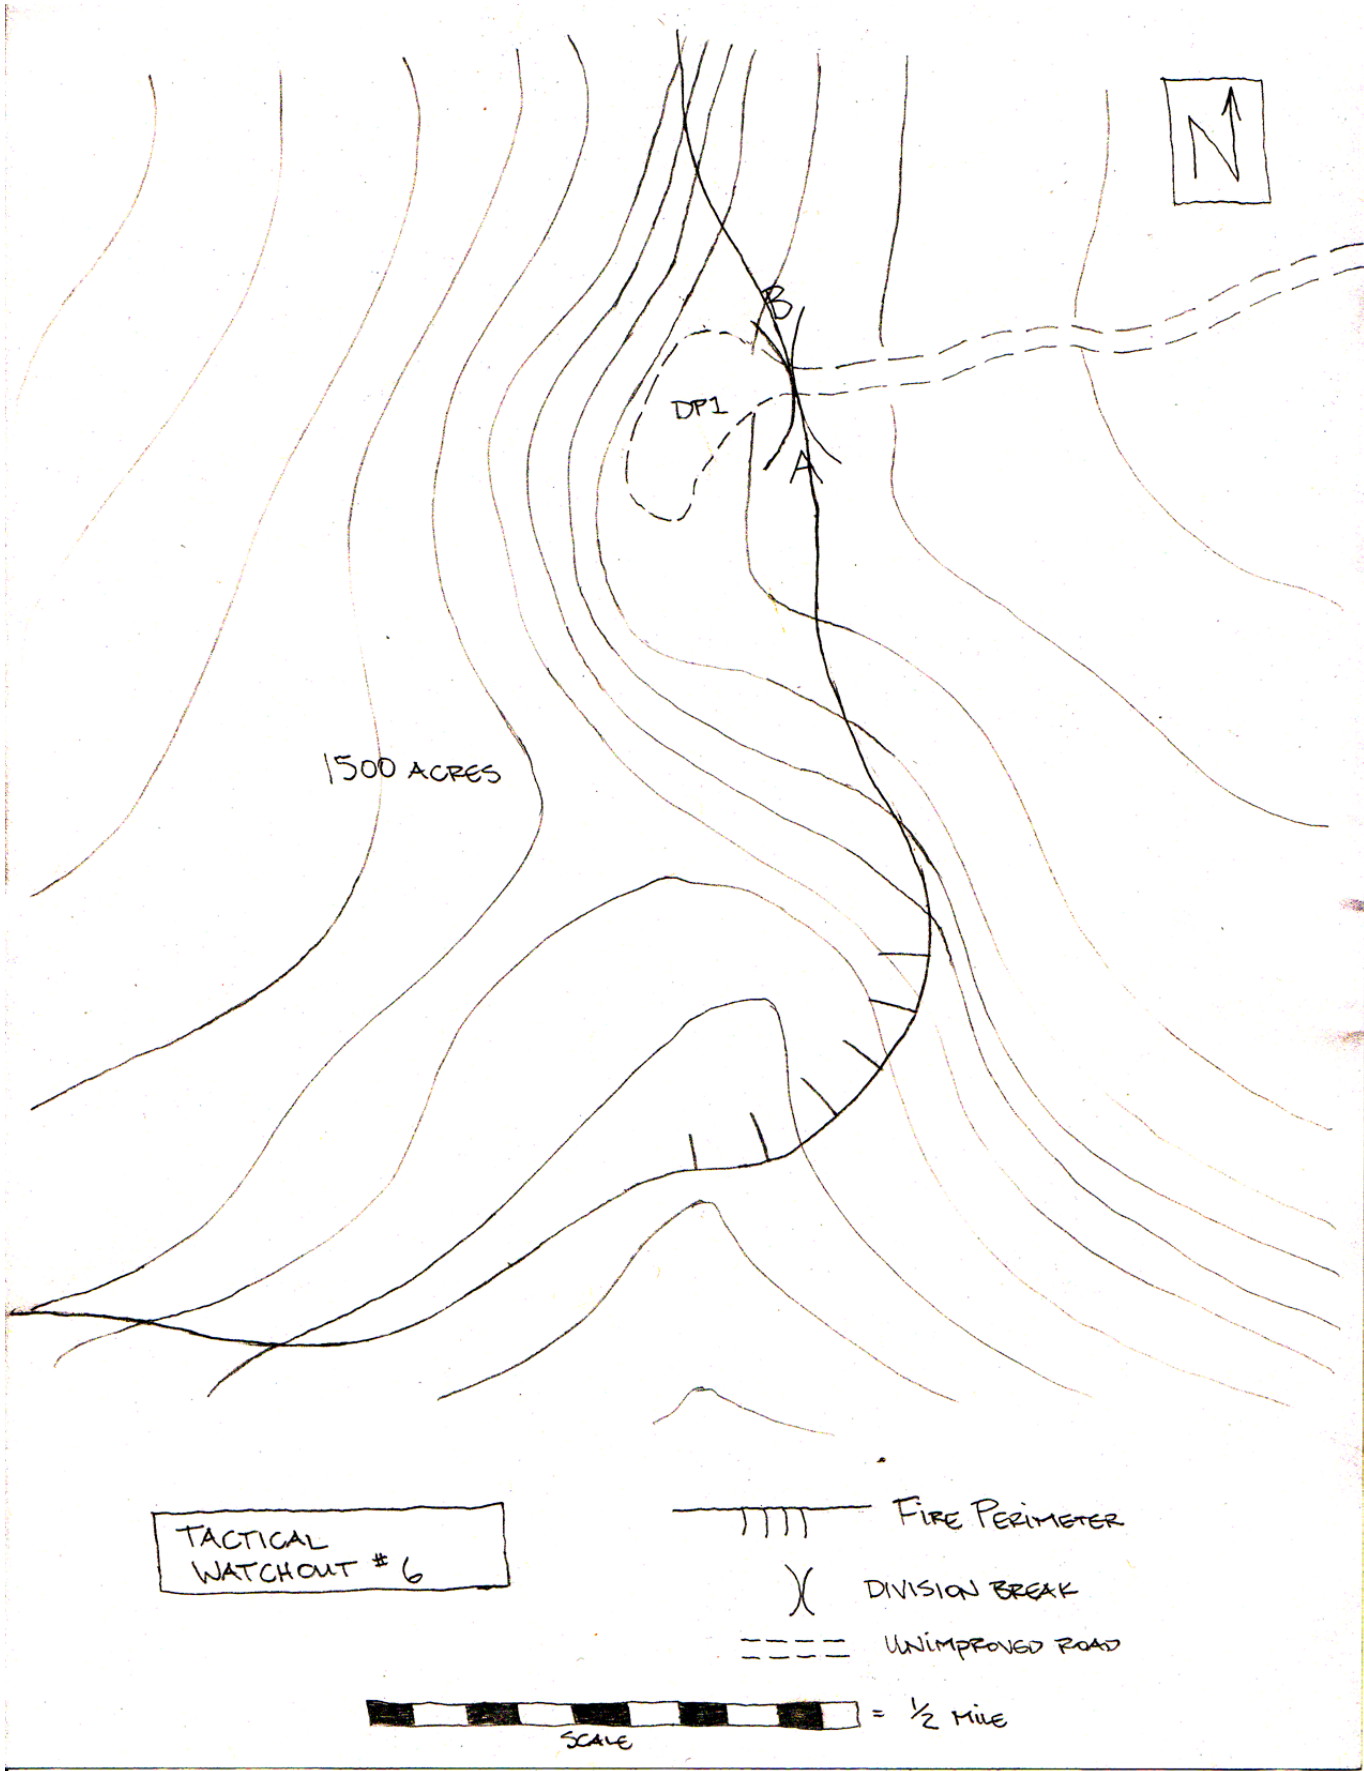 N
B
DP1
A
1500 ACRES
TACTICAL
WATCHOUT #6
FIRE PERIMETER
DIVISION BREAK
UNIMPROVED ROAD
= 1/2 MILE
SCALE